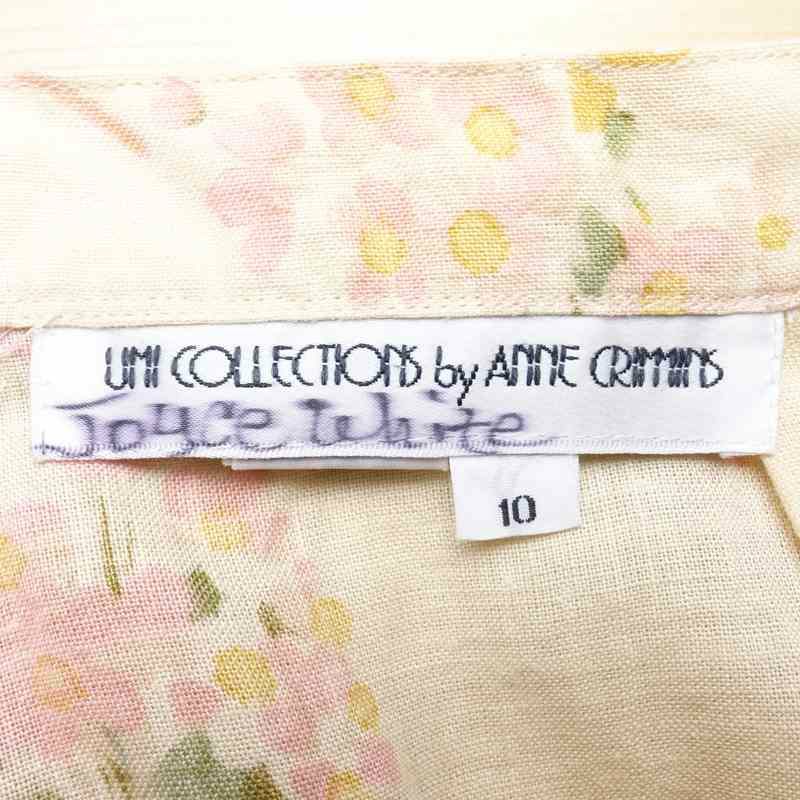 UMI COLLECTIONS by ANNE CRIMMINS
Joyce White
10